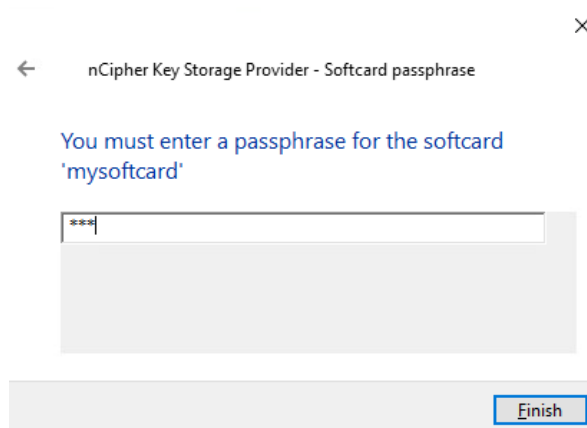 nCipher Key Storage Provider - Softcard passphrase
You must enter a passphrase for the softcard
'mysoftcard'
***
Finish